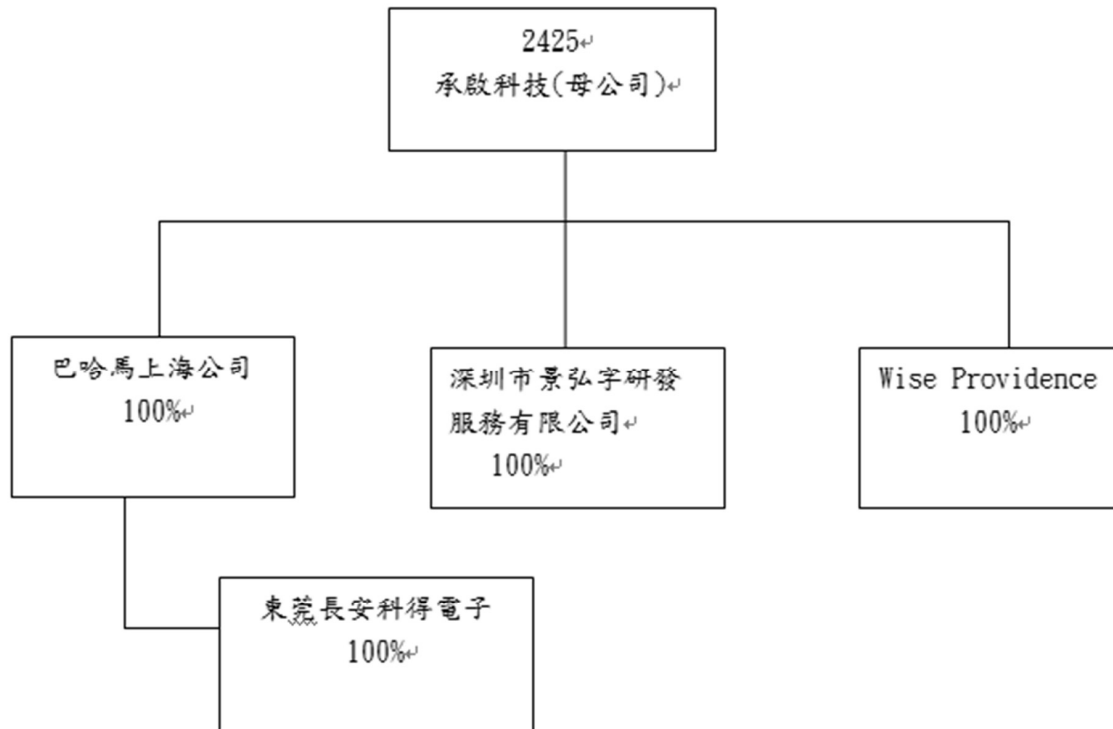 2425
承啟科技(母公司)
巴哈馬上海公司
100%
深圳市景弘字研發
服務有限公司
100%
Wise Providence
100%
東莞長安科得電子
100%